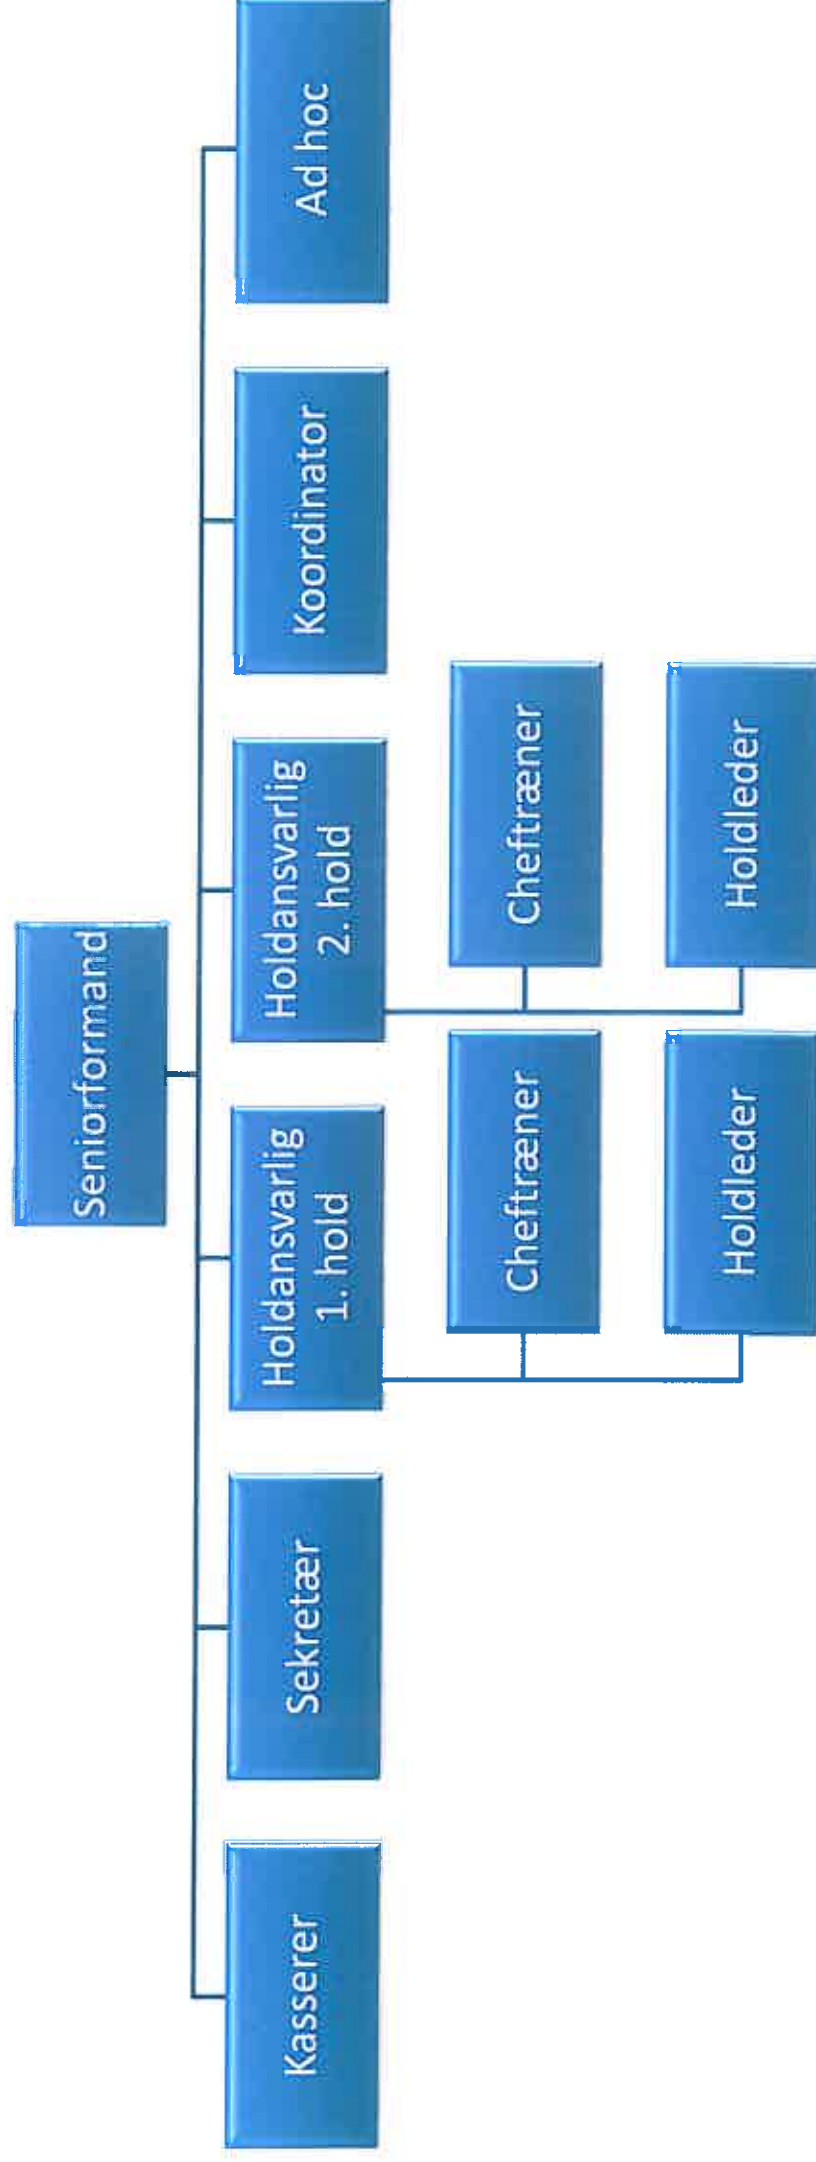 Seniorformand
Kasserer
Sekretær
Holdansvarlig
1. hold
Holdansvarlig
2. hold
Koordinator
Ad hoc
Cheftræner
Cheftræner
Holdleder
Holdleder